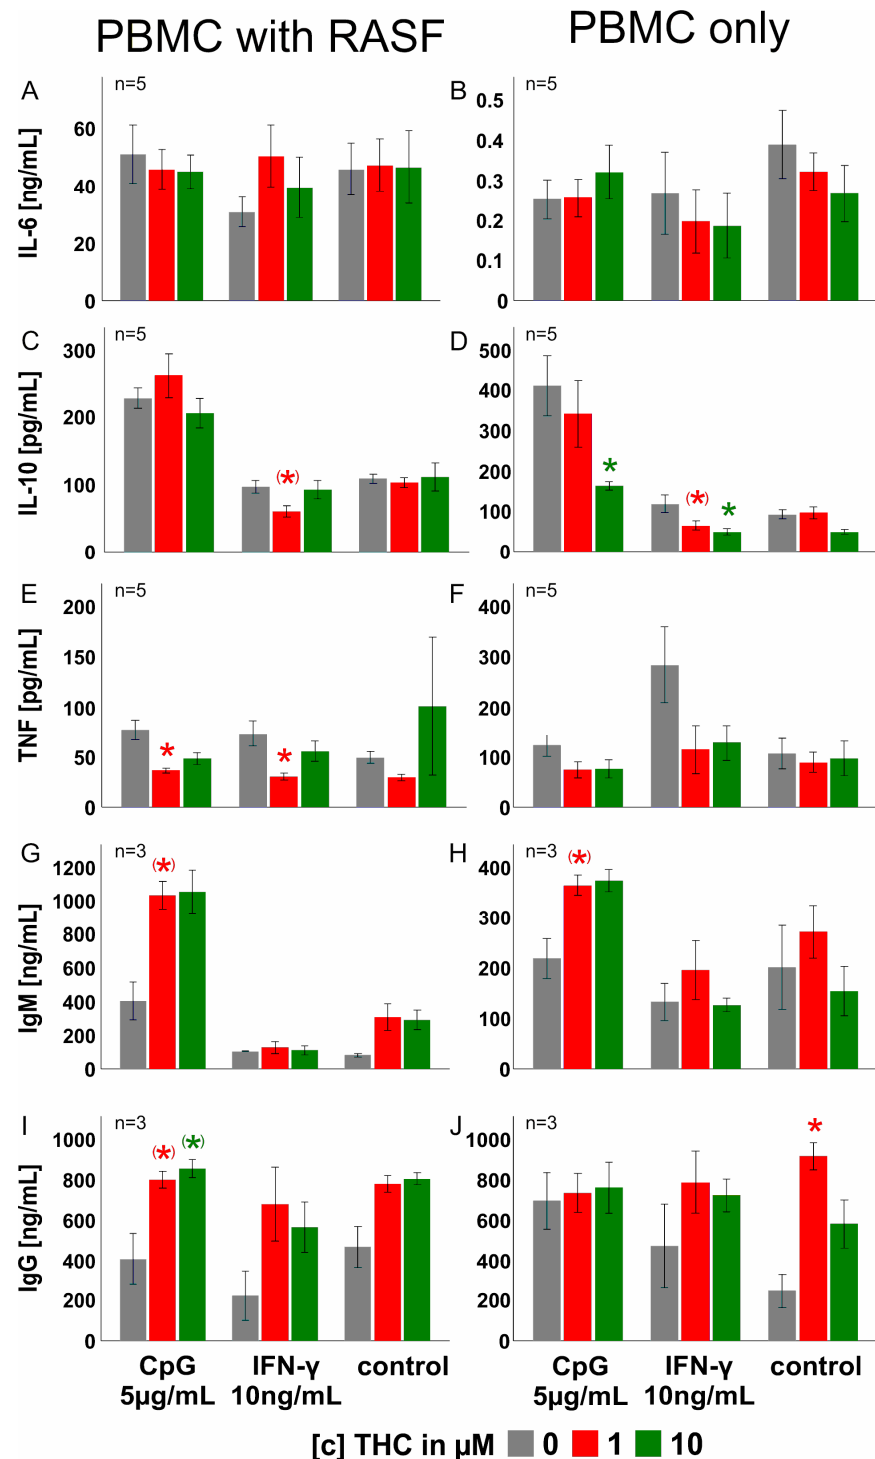 PBMC with RASF
PBMC only
A
n=5
IL-6 [ng/mL]
60
40
20
0
B
n=5
0.5
0.4
0.3
0.2
0.1
0
C
n=5
IL-10 [pg/mL]
300
200
100
0
(*)
D
n=5
500
400
300
200
100
0
*
(*)
*
E
n=5
TNF [pg/mL]
200
150
100
50
0
*
*
F
n=5
400
300
200
100
0
G
n=3
IgM [ng/mL]
1200
1000
800
600
400
200
0
(*)
H
n=3
400
300
200
100
0
(*)
I
n=3
IgG [ng/mL]
1000
800
600
400
200
0
(*)
(*)
J
n=3
1000
800
600
400
200
0
*
CpG
5µg/mL
IFN-γ
10ng/mL
control
CpG
5µg/mL
IFN-γ
10ng/mL
control
[c] THC in µM 0 1 10